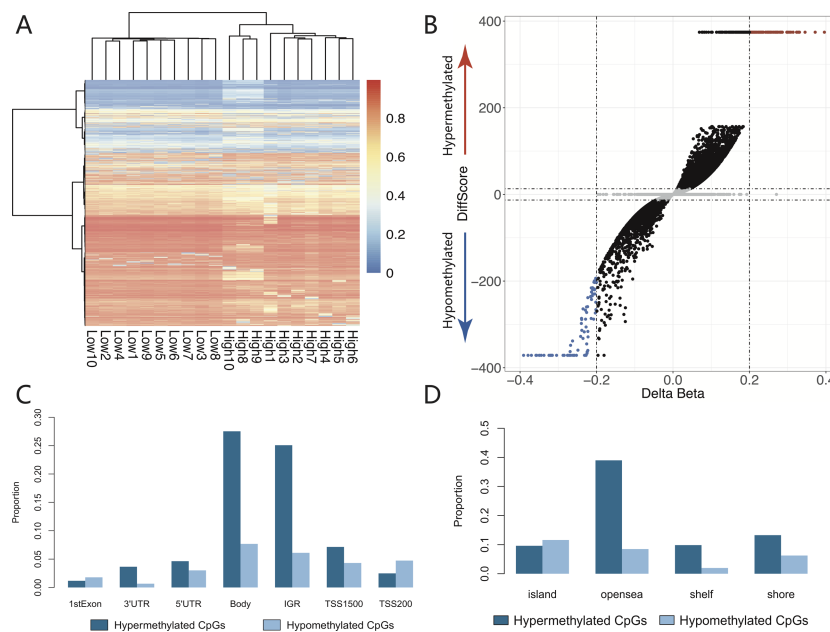 A
0.8
0.6
0.4
0.2
0
Low10
Low2
Low4
Low1
Low9
Low5
Low6
Low7
Low3
Low8
High10
High8
High9
High1
High3
High2
High7
High4
High5
High6
B
Hypermethylated
DiffScore
Hypomethylated
400
200
0
−200
−400
−0.4
−0.2
0.0
0.2
0.4
Delta Beta
C
Proportion
0.30
0.25
0.20
0.15
0.10
0.05
0.00
1stExon
3'UTR
5'UTR
Body
IGR
TSS1500
TSS200
Hypermethylated CpGs
Hypomethylated CpGs
D
Proportion
0.5
0.4
0.3
0.2
0.1
0.0
island
opensea
shelf
shore
Hypermethylated CpGs
Hypomethylated CpGs